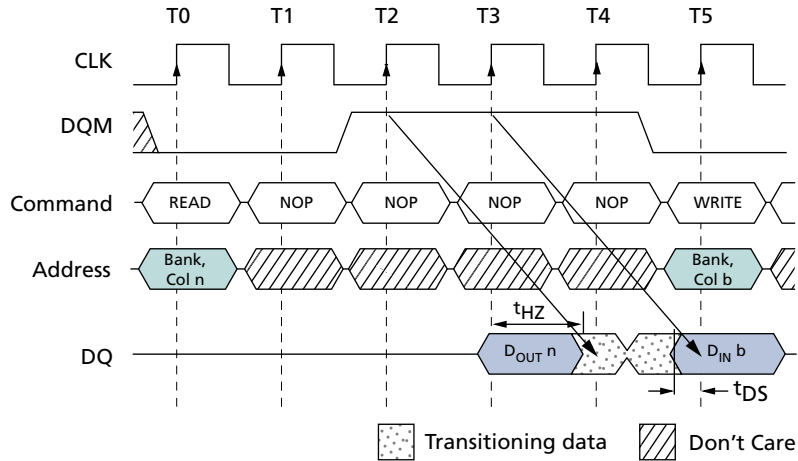 T0 T1 T2 T3 T4 T5
CLK
DQM
Command READ NOP NOP NOP NOP WRITE
Address Bank, Col n Bank, Col b
tHZ
DQ DOUT n DIN b
tDS
Transitioning data Don't Care